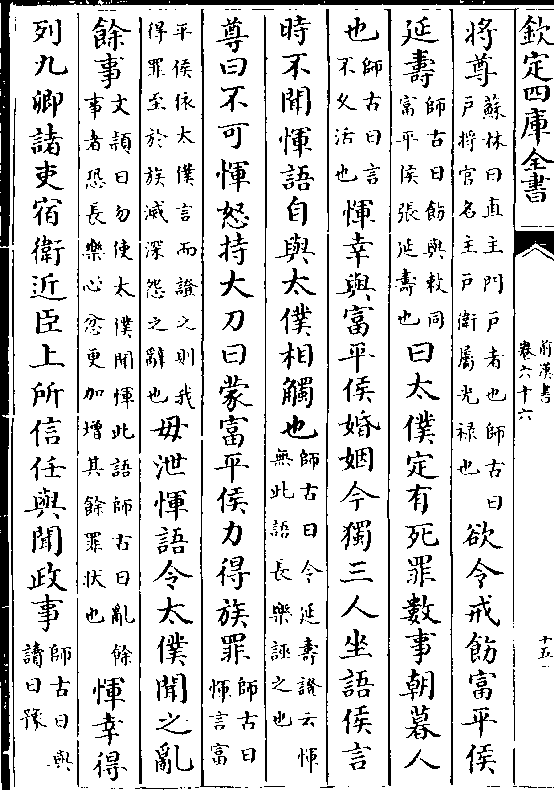 欽定四庫全書
前漢書
卷六十六
十五
將尊蘇林曰直主門戸者也師古曰戸將官名主戸衛屬光禄也欲令戒飭富平侯
延壽師古曰飭與敕同富平侯張延壽也曰太僕定有死罪數事朝暮人
也師古曰言不久活也惲幸與富平侯婚姻今獨三人坐語侯言
時不聞惲語自與太僕相觸也師古曰令延壽證云惲無此語長樂誣之也
尊曰不可惲怒持大刀曰蒙富平侯力得族罪師古曰惲言富
平侯依太僕言而證之則我得罪至於族滅深怨之辭也毋泄惲語令太僕聞之亂
餘事文頴曰勿使太僕聞惲此語師古曰亂餘事者恐長樂心忿更加增其餘罪狀也惲幸得
列九卿諸吏宿衛近臣上所信任與聞政事師古曰與讀曰豫